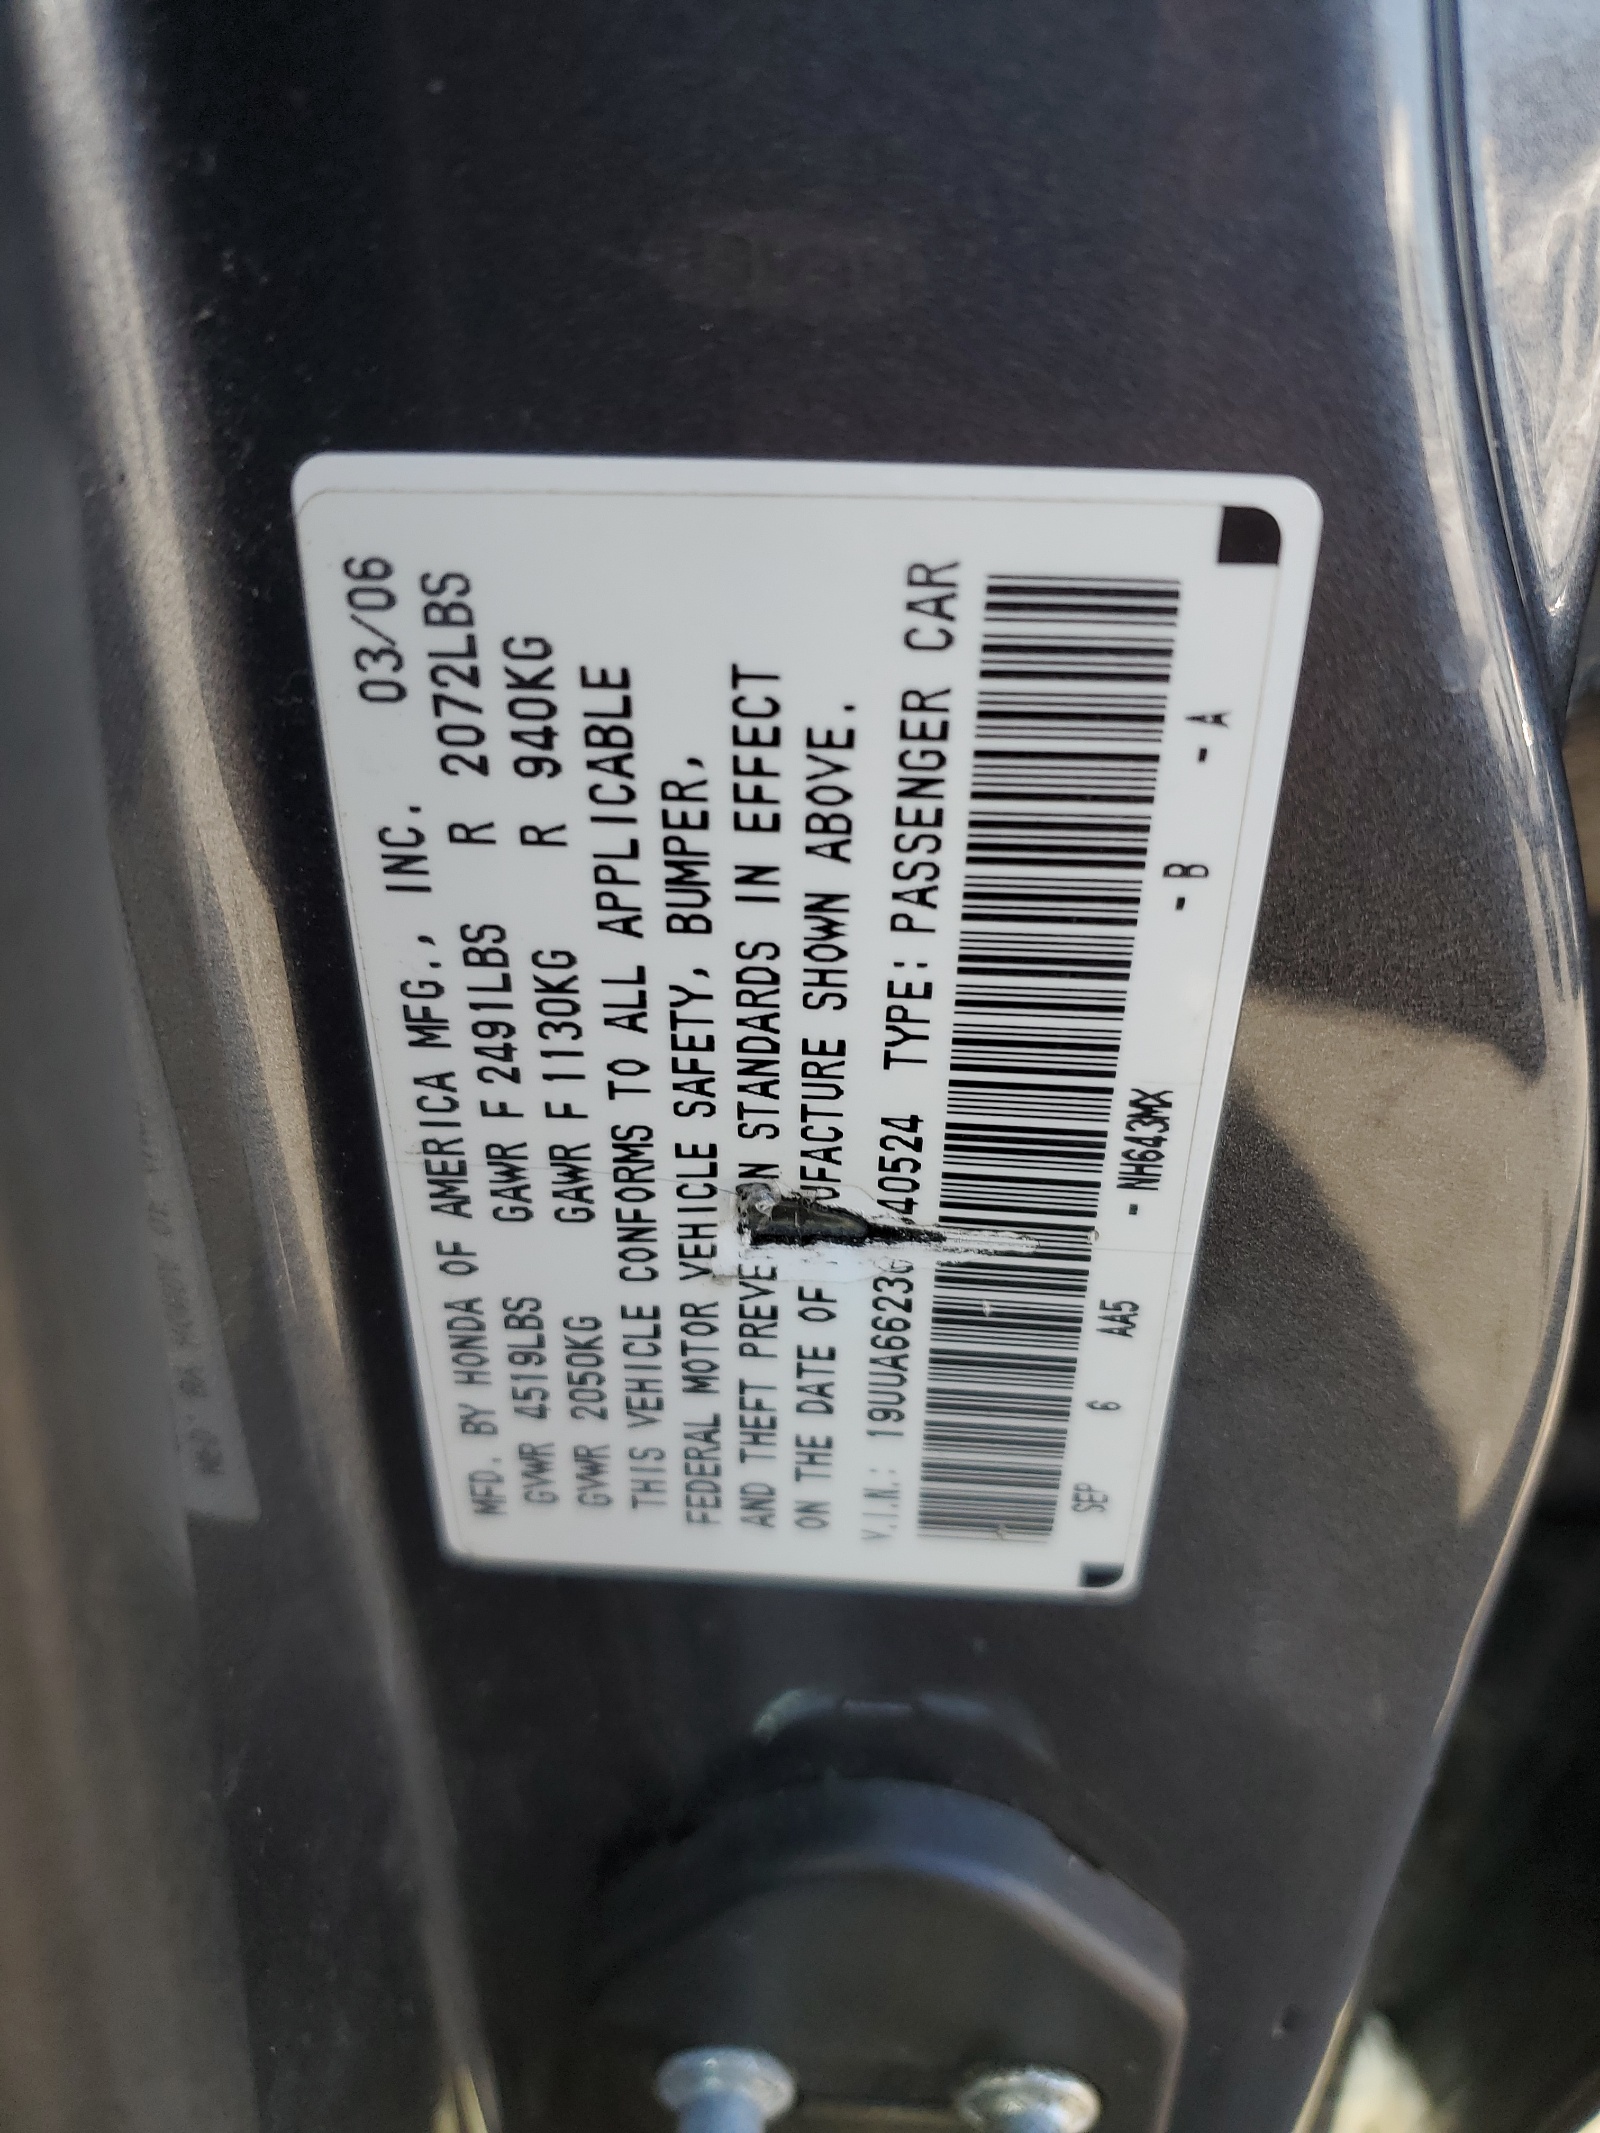 MFD. BY HONDA OF AMERICA MFG., INC. 03/06
GVWR 4519LBS GAWR F 2491LBS R 2072LBS
GVWR 2050KG GAWR F 1130KG R 940KG
THIS VEHICLE CONFORMS TO ALL APPLICABLE
FEDERAL MOTOR VEHICLE SAFETY, BUMPER,
AND THEFT PREVE N STANDARDS IN EFFECT
ON THE DATE OF UFACTURE SHOWN ABOVE.
V.I.N.: 19UUA6623 40524 TYPE: PASSENGER CAR
SEP 6 AA5 - NH643MX - B - A